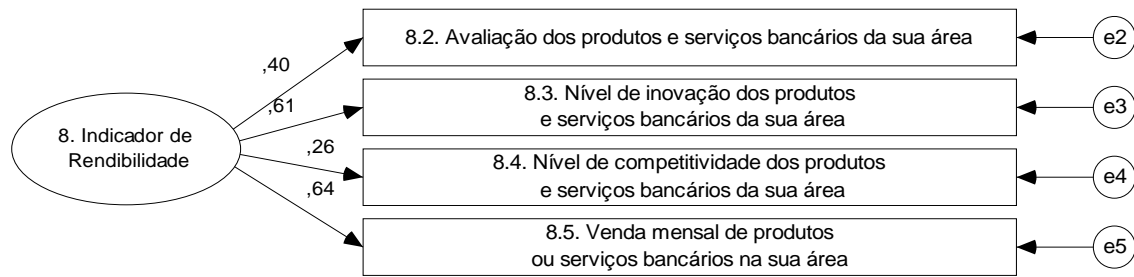 8. Indicador de
Rendibilidade
,40
,61
,26
,64
8.2. Avaliação dos produtos e serviços bancários da sua área
e2
8.3. Nível de inovação dos produtos
e serviços bancários da sua área
e3
8.4. Nível de competitividade dos produtos
e serviços bancários da sua área
e4
8.5. Venda mensal de produtos
ou serviços bancários na sua área
e5